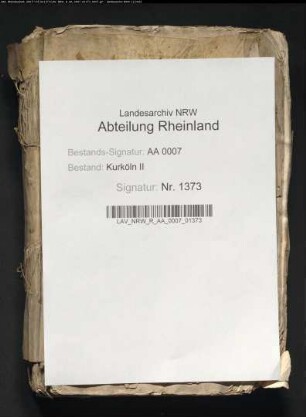 Landesarchiv NRW
Abteilung Rheinland
Bestands-Signatur: AA 0007
Bestand: Kurköln II
Signatur: Nr. 1373
LAV_NRW_R_AA_0007_01373